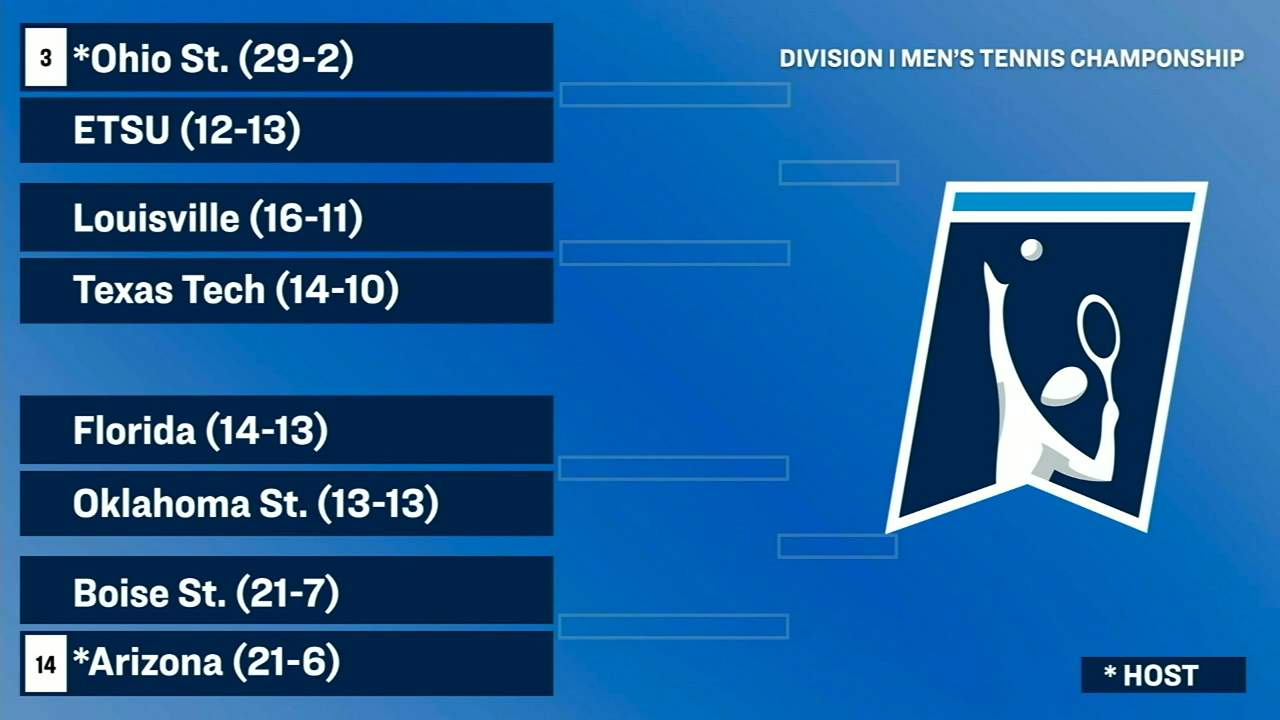 3 *Ohio St. (29-2)
ETSU (12-13)
Louisville (16-11)
Texas Tech (14-10)
Florida (14-13)
Oklahoma St. (13-13)
Boise St. (21-7)
14 *Arizona (21-6)
DIVISION I MEN'S TENNIS CHAMPONSHIP
* HOST